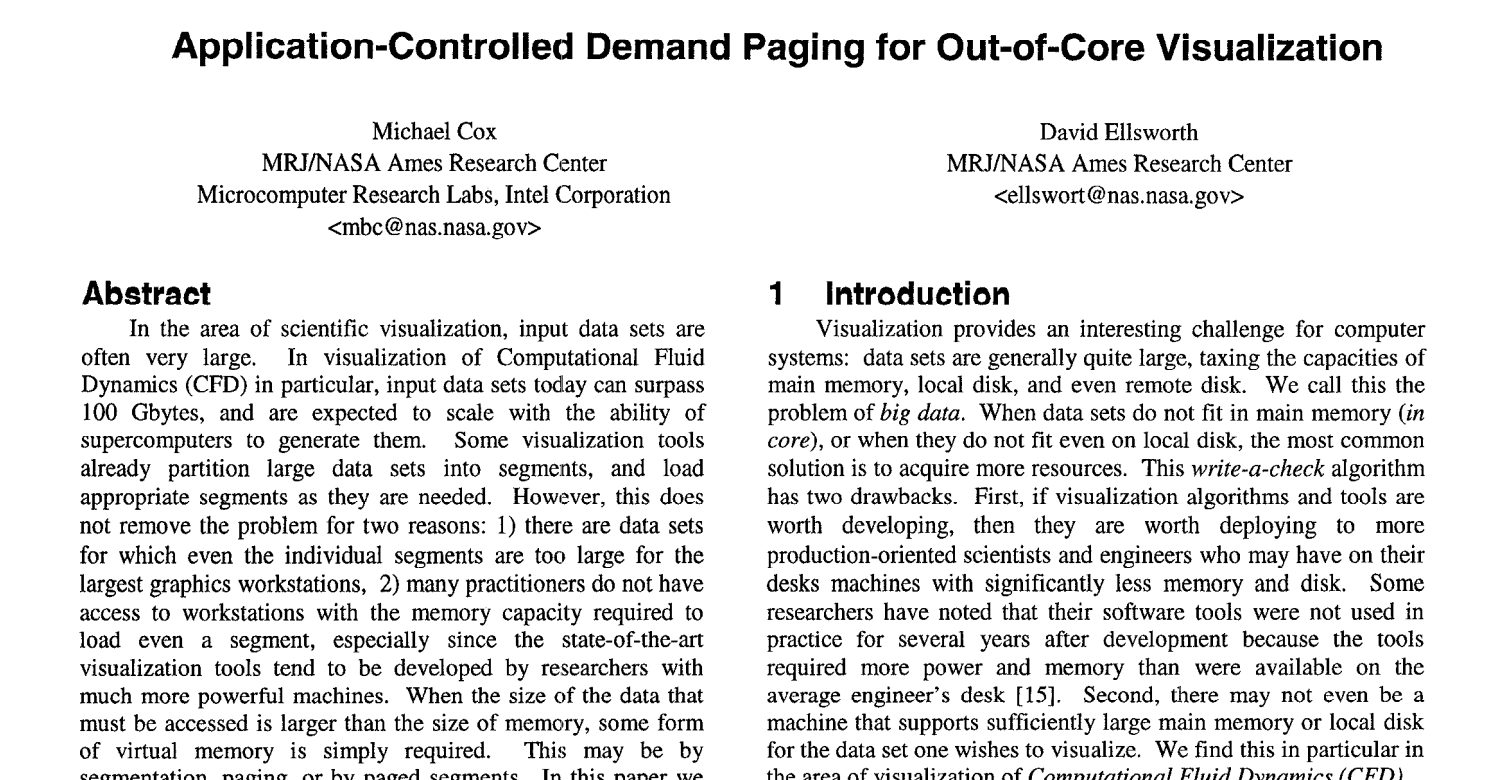 Application-Controlled Demand Paging for Out-of-Core Visualization
Michael Cox
MRJ/NASA Ames Research Center
Microcomputer Research Labs, Intel Corporation
<mbc@nas.nasa.gov>
David Ellsworth
MRJ/NASA Ames Research Center
<ellswort@nas.nasa.gov>
Abstract
In the area of scientific visualization, input data sets are
often very large. In visualization of Computational Fluid
Dynamics (CFD) in particular, input data sets today can surpass
100 Gbytes, and are expected to scale with the ability of
supercomputers to generate them. Some visualization tools
already partition large data sets into segments, and load
appropriate segments as they are needed. However, this does
not remove the problem for two reasons: 1) there are data sets
for which even the individual segments are too large for the
largest graphics workstations, 2) many practitioners do not have
access to workstations with the memory capacity required to
load even a segment, especially since the state-of-the-art
visualization tools tend to be developed by researchers with
much more powerful machines. When the size of the data that
must be accessed is larger than the size of memory, some form
of virtual memory is simply required. This may be by
segmentation, paging, or by paged segments. In this paper we
1 Introduction
Visualization provides an interesting challenge for computer
systems: data sets are generally quite large, taxing the capacities of
main memory, local disk, and even remote disk. We call this the
problem of big data. When data sets do not fit in main memory (in
core), or when they do not fit even on local disk, the most common
solution is to acquire more resources. This write-a-check algorithm
has two drawbacks. First, if visualization algorithms and tools are
worth developing, then they are worth deploying to more
production-oriented scientists and engineers who may have on their
desks machines with significantly less memory and disk. Some
researchers have noted that their software tools were not used in
practice for several years after development because the tools
required more power and memory than were available on the
average engineer's desk [15]. Second, there may not even be a
machine that supports sufficiently large main memory or local disk
for the data set one wishes to visualize. We find this in particular in
the area of visualization of Computational Fluid Dynamics (CFD)